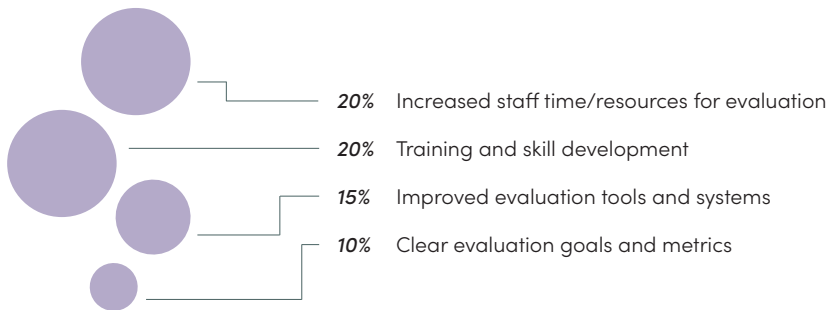 20% Increased staff time/resources for evaluation
20% Training and skill development
15% Improved evaluation tools and systems
10% Clear evaluation goals and metrics